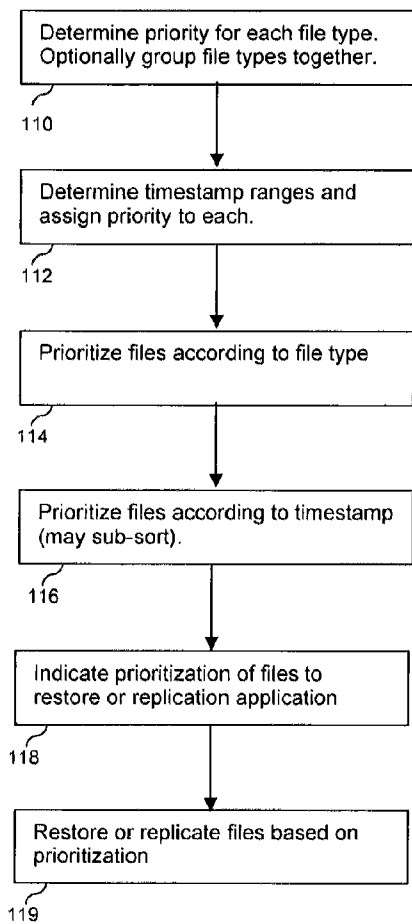 Determine priority for each file type.
Optionally group file types together.
110
Determine timestamp ranges and
assign priority to each.
112
Prioritize files according to file type
114
Prioritize files according to timestamp
(may sub-sort).
116
Indicate prioritization of files to
restore or replication application
118
Restore or replicate files based on
prioritization
119